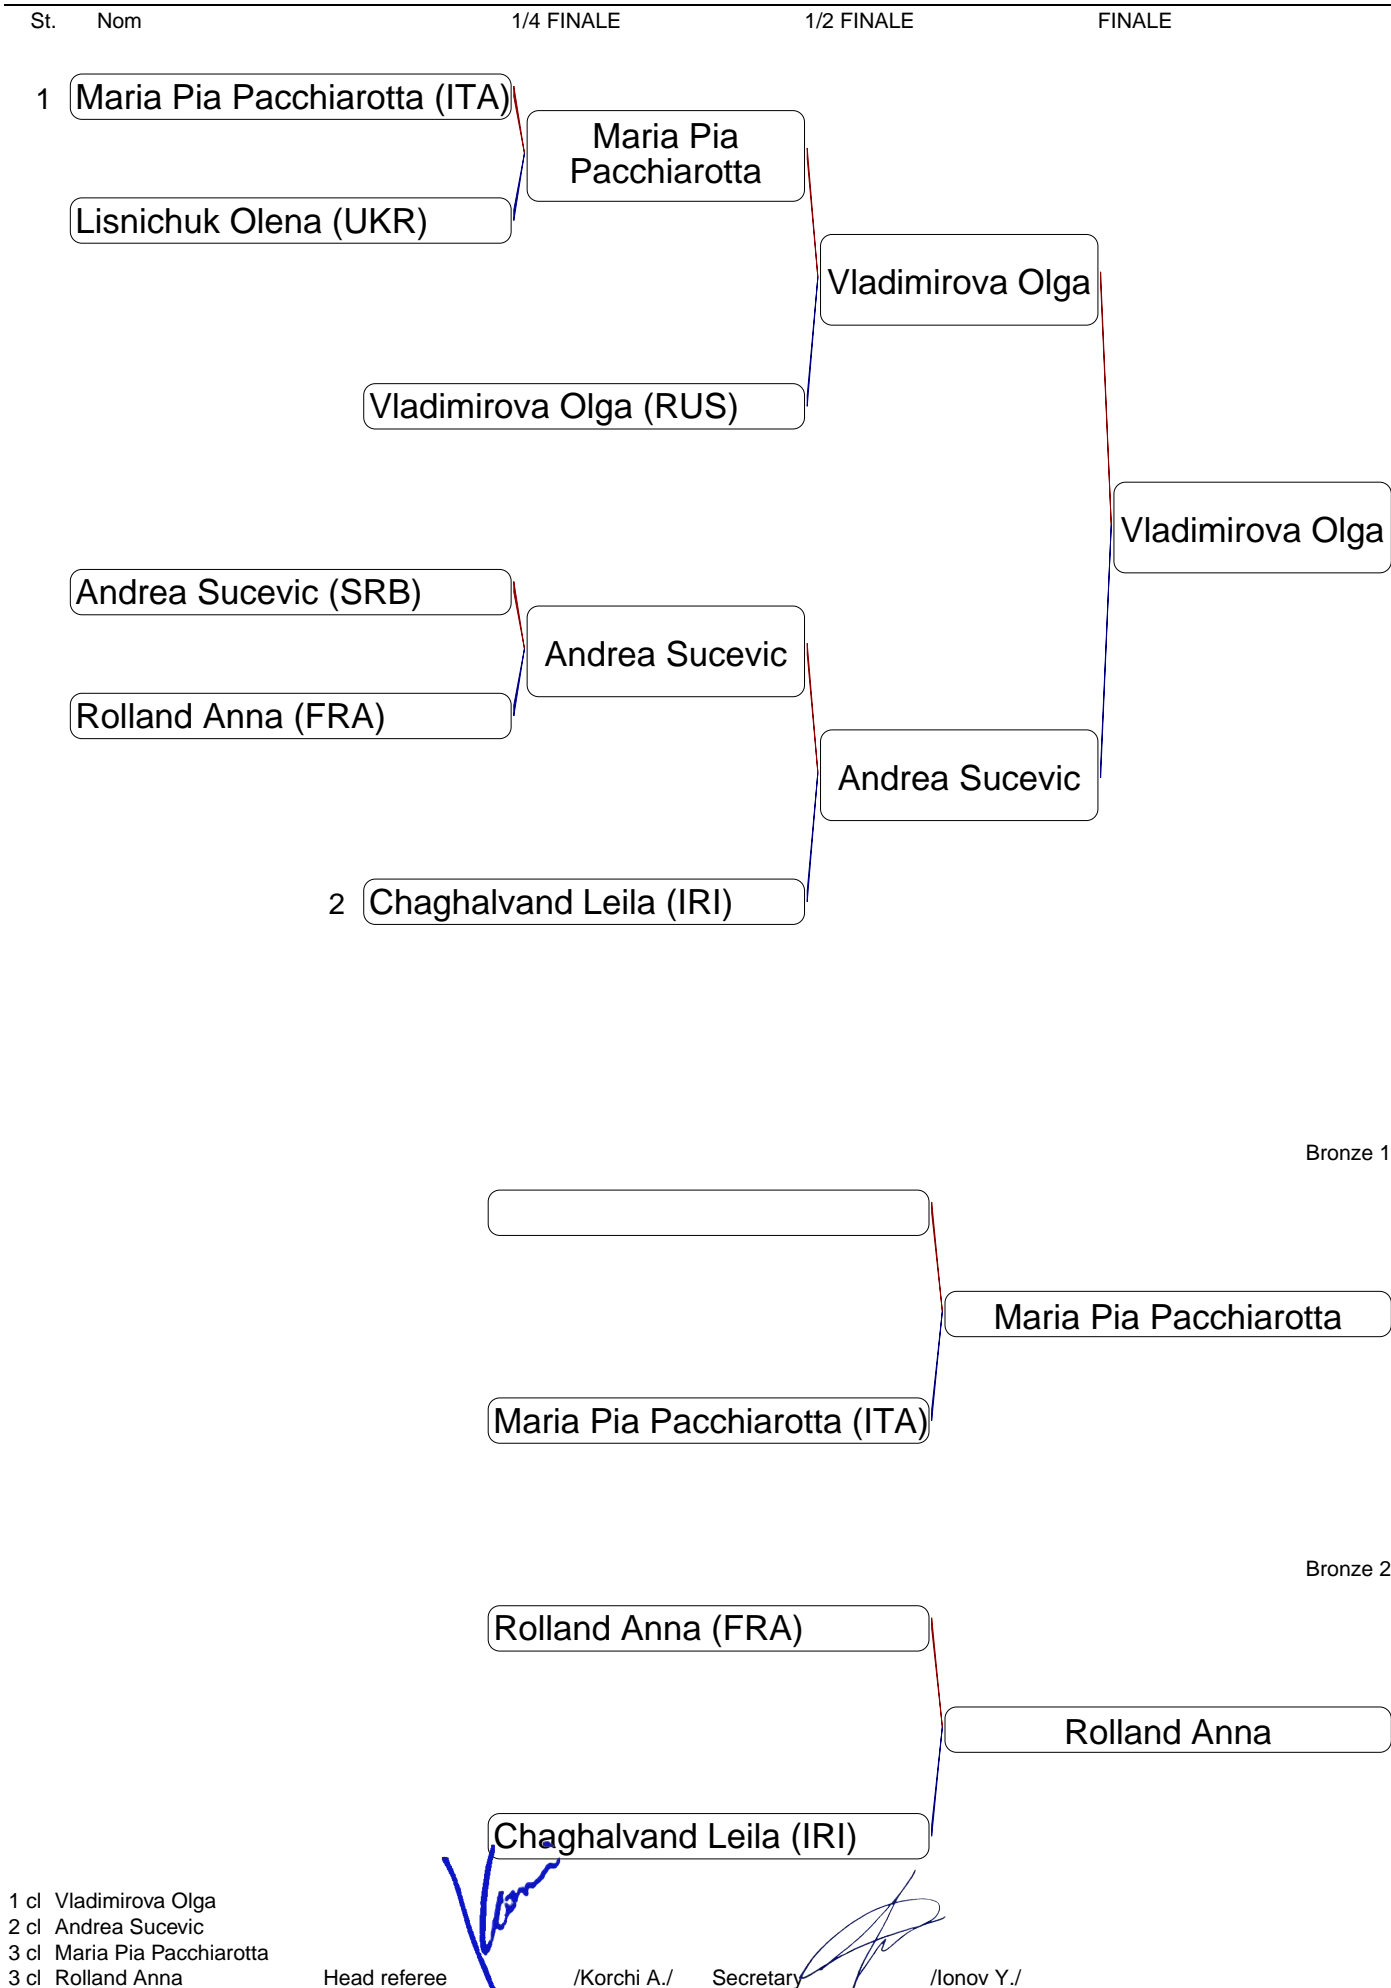 St. Nom 1/4 FINALE 1/2 FINALE FINALE
1 Maria Pia Pacchiarotta (ITA)
Maria Pia
Pacchiarotta
Lisnichuk Olena (UKR)
Vladimirova Olga
Vladimirova Olga (RUS)
Vladimirova Olga
Andrea Sucevic (SRB)
Andrea Sucevic
Rolland Anna (FRA)
Andrea Sucevic
2 Chaghalvand Leila (IRI)
Bronze 1
Maria Pia Pacchiarotta
Maria Pia Pacchiarotta (ITA)
Bronze 2
Rolland Anna (FRA)
Rolland Anna
Chaghalvand Leila (IRI)
1 cl Vladimirova Olga
2 cl Andrea Sucevic
3 cl Maria Pia Pacchiarotta
3 cl Rolland Anna Head referee /Korchi A./ Secretary /Ionov Y./